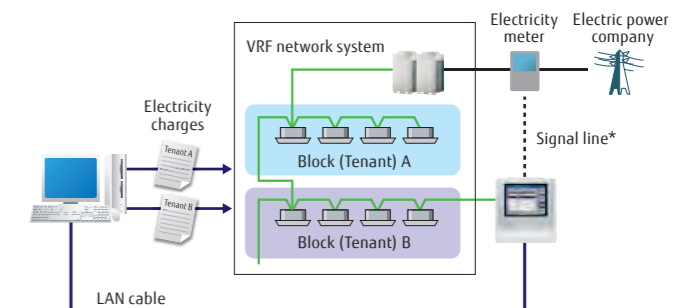 Electricity
meter
Electric power
company
VRF network system
Electricity
charges
Signal line*
Tenant A
Block (Tenant) A
Tenant B
Block (Tenant) B
LAN cable